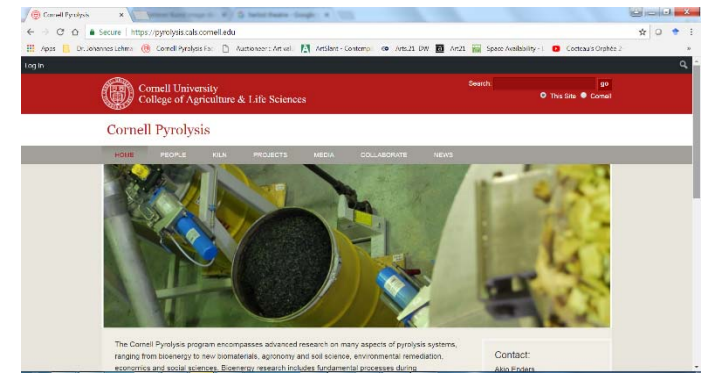 Cornell Pyrolysis
Secure | https://pyrolysis.cals.cornell.edu
Apps Dr. Johannes Lehma Cornell Pyrolysis Fac Auctioneer : Art val ArtSlant - Contemp Arts.21 DW Art21 Space Availability - I Cocteau's Orphée 2
Log In
Cornell University
College of Agriculture & Life Sciences
Search: go
This Site Cornell
Cornell Pyrolysis
HOME PEOPLE KILN PROJECTS MEDIA COLLABORATE NEWS
The Cornell Pyrolysis program encompasses advanced research on many aspects of pyrolysis systems,
ranging from bioenergy to new biomaterials, agronomy and soil science, environmental remediation,
economics and social sciences. Bioenergy research includes fundamental processes during
Contact:
Akio Enders